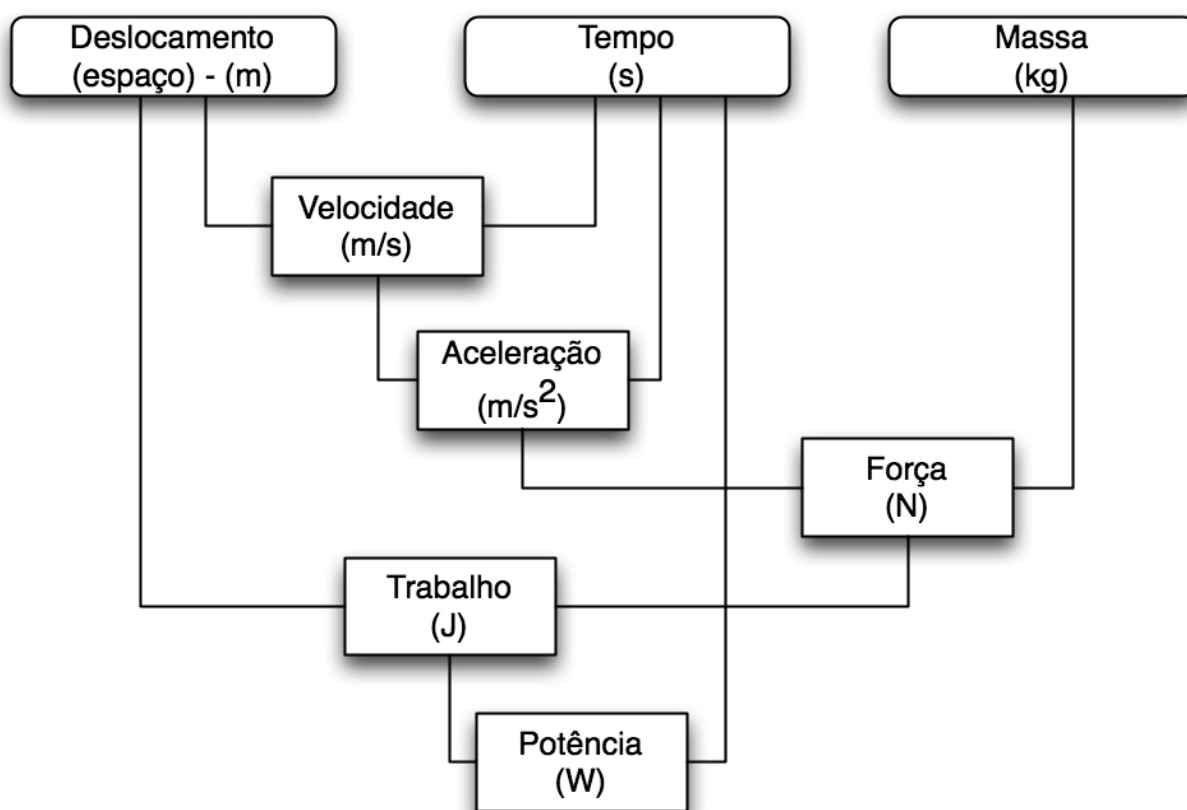 Deslocamento
(espaço) - (m)
Tempo
(s)
Massa
(kg)
Velocidade
(m/s)
Aceleração
(m/s²)
Força
(N)
Trabalho
(J)
Potência
(W)